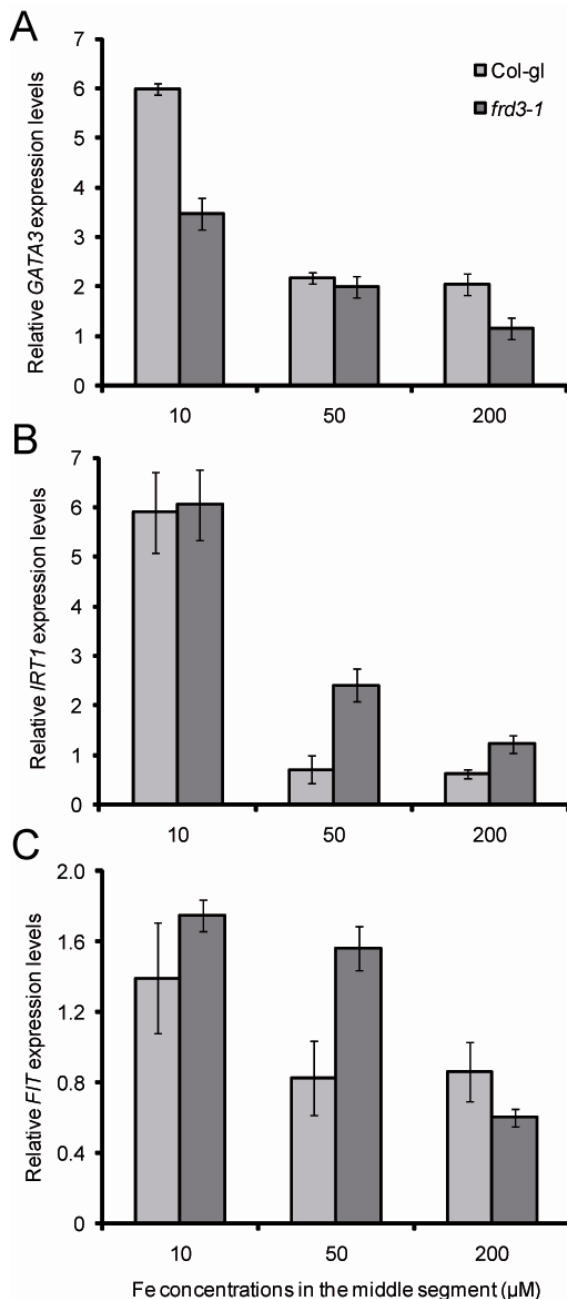 A
Relative GATA3 expression levels
7
6
5
4
3
2
1
0
Col-gl
frd3-1
10 50 200
B
Relative IRT1 expression levels
7
6
5
4
3
2
1
0
10 50 200
C
Relative FIT expression levels
2.0
1.6
1.2
0.8
0.4
0
10 50 200
Fe concentrations in the middle segment (µM)